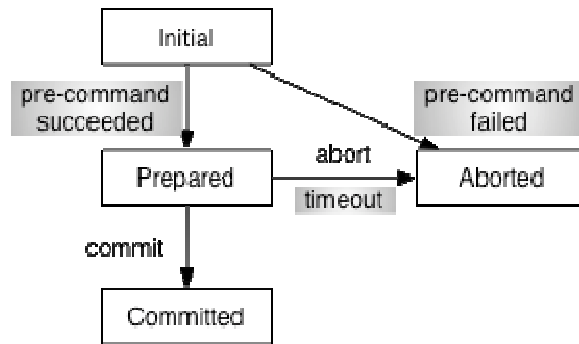 Initial
pre-command
succeeded
pre-command
failed
abort
Prepared
Aborted
timeout
commit
Committed